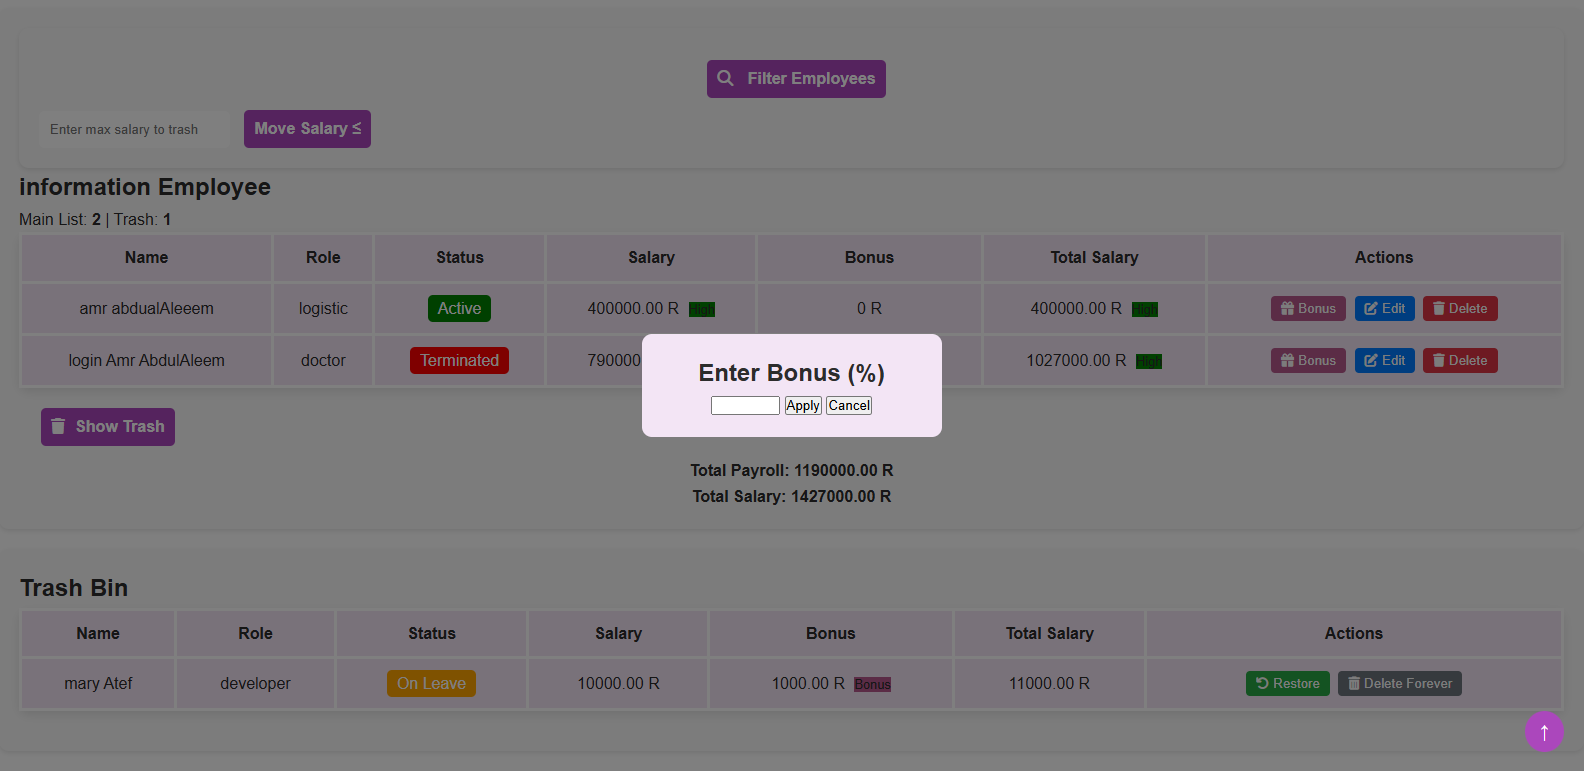 Filter Employees
Enter max salary to trash
Move Salary ≤
information Employee
Main List: 2 | Trash: 1
Name Role Status Salary Bonus Total Salary Actions
amr abdualAleeem logistic Active 400000.00 R High 0 R 400000.00 R High Bonus Edit Delete
login Amr AbdulAleem doctor Terminated 790000 1027000.00 R High Bonus Edit Delete
Enter Bonus (%)
Apply Cancel
Show Trash
Total Payroll: 1190000.00 R
Total Salary: 1427000.00 R
Trash Bin
Name Role Status Salary Bonus Total Salary Actions
mary Atef developer On Leave 10000.00 R 1000.00 R Bonus 11000.00 R Restore Delete Forever
↑